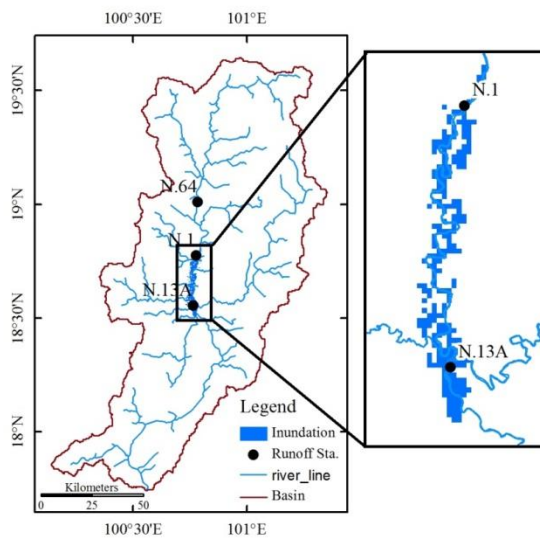 100°30'E 101°E
19°30'N
19°N
18°30'N
18°N
N.64
N.1
N.13A
N.1
N.13A
Legend
Inundation
Runoff Sta.
river_line
Basin
Kilometers
0 25 50
100°30'E 101°E